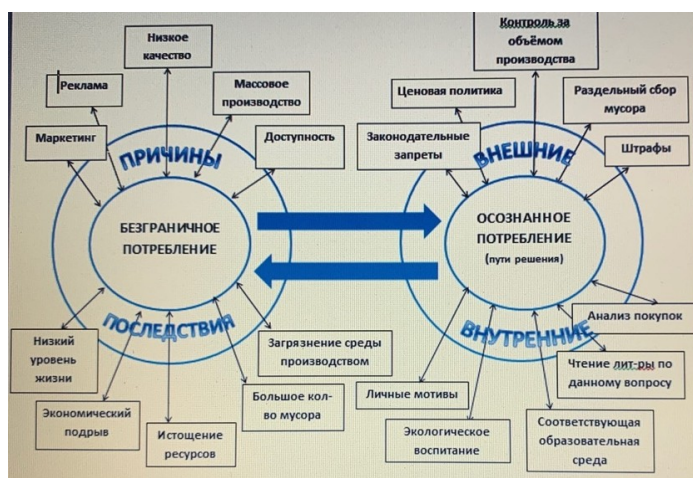 Низкое
качество
Реклама
Массовое
производство
Маркетинг
Доступность
ПРИЧИНЫ
БЕЗГРАНИЧНОЕ
ПОТРЕБЛЕНИЕ
ПОСЛЕДСТВИЯ
Низкий
уровень
жизни
Экономический
подрыв
Истощение
ресурсов
Большое кол-
во мусора
Загрязнение среды
производством
Контроль за
объёмом
производства
Ценовая политика
Раздельный сбор
мусора
Законодательные
запреты
Штрафы
ВНЕШНИЕ
ОСОЗНАННОЕ
ПОТРЕБЛЕНИЕ
(пути решения)
ВНУТРЕННИЕ
Личные мотивы
Экологическое
воспитание
Соответствующая
образовательная
среда
Чтение лит-ры по
данному вопросу
Анализ покупок